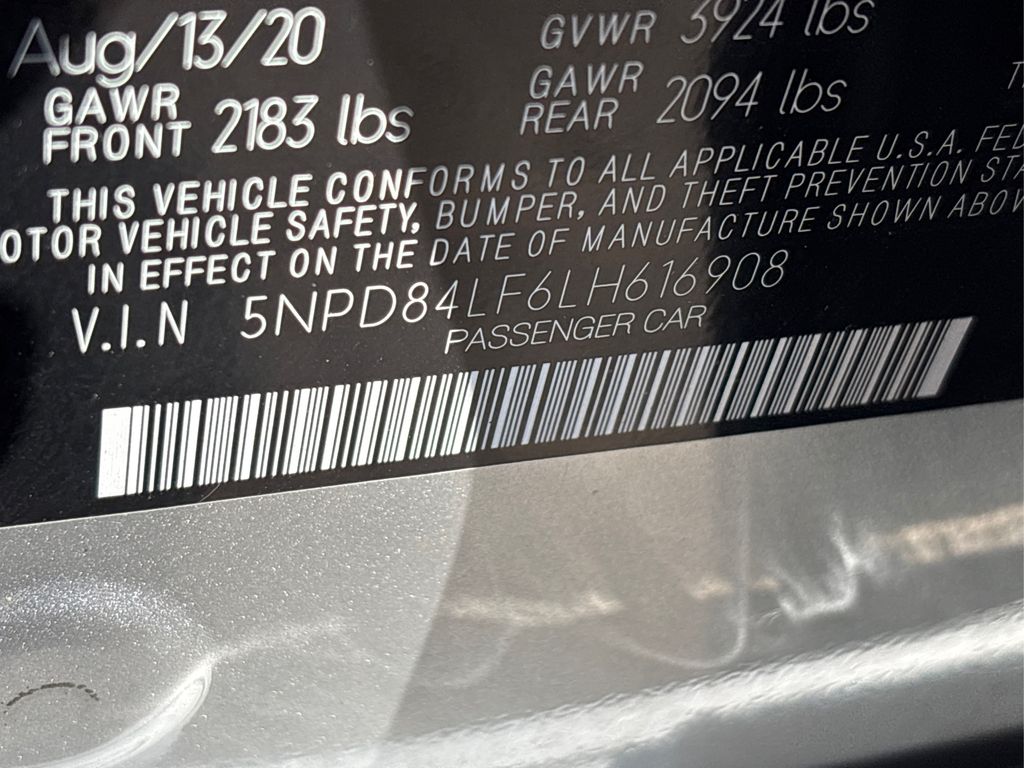 Aug/13/20 GVWR 3924 lbs
GAWR FRONT 2183 lbs GAWR REAR 2094 lbs
THIS VEHICLE CONFORMS TO ALL APPLICABLE U.S.A. FED
OTOR VEHICLE SAFETY, BUMPER, AND THEFT PREVENTION STA
IN EFFECT ON THE DATE OF MANUFACTURE SHOWN ABOV
V.I.N 5NPD84LF6LH616908
PASSENGER CAR